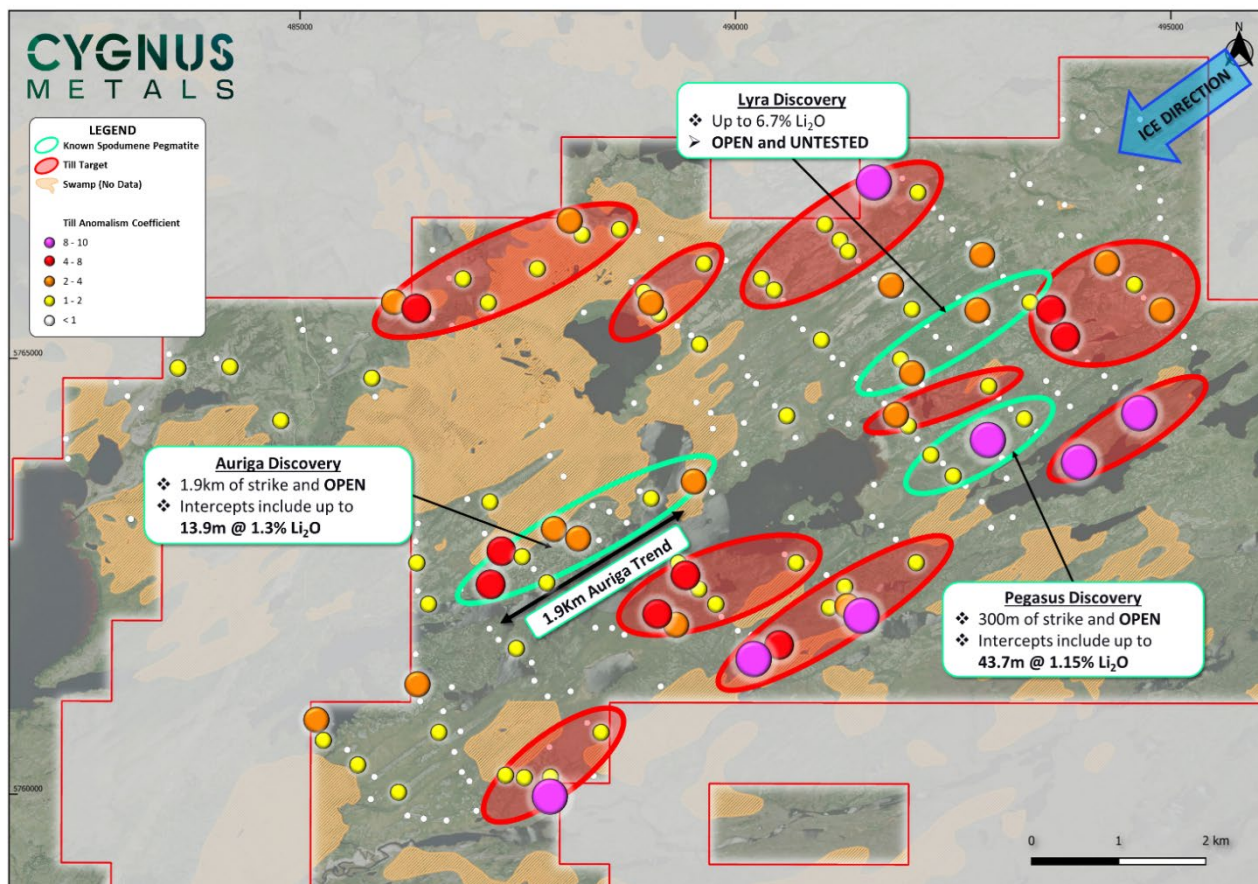 485000
490000
495000
N
CYGNUS
METALS
ICE DIRECTION
LEGEND
Known Spodumene Pegmatite
Till Target
Swamp (No Data)
Till Anomalism Coefficient
8 - 10
4 - 8
2 - 4
1 - 2
< 1
Lyra Discovery
❖ Up to 6.7% Li₂O
➢ OPEN and UNTESTED
5765000
Auriga Discovery
❖ 1.9km of strike and OPEN
❖ Intercepts include up to
13.9m @ 1.3% Li₂O
1.9Km Auriga Trend
Pegasus Discovery
❖ 300m of strike and OPEN
❖ Intercepts include up to
43.7m @ 1.15% Li₂O
5760000
0 1 2 km